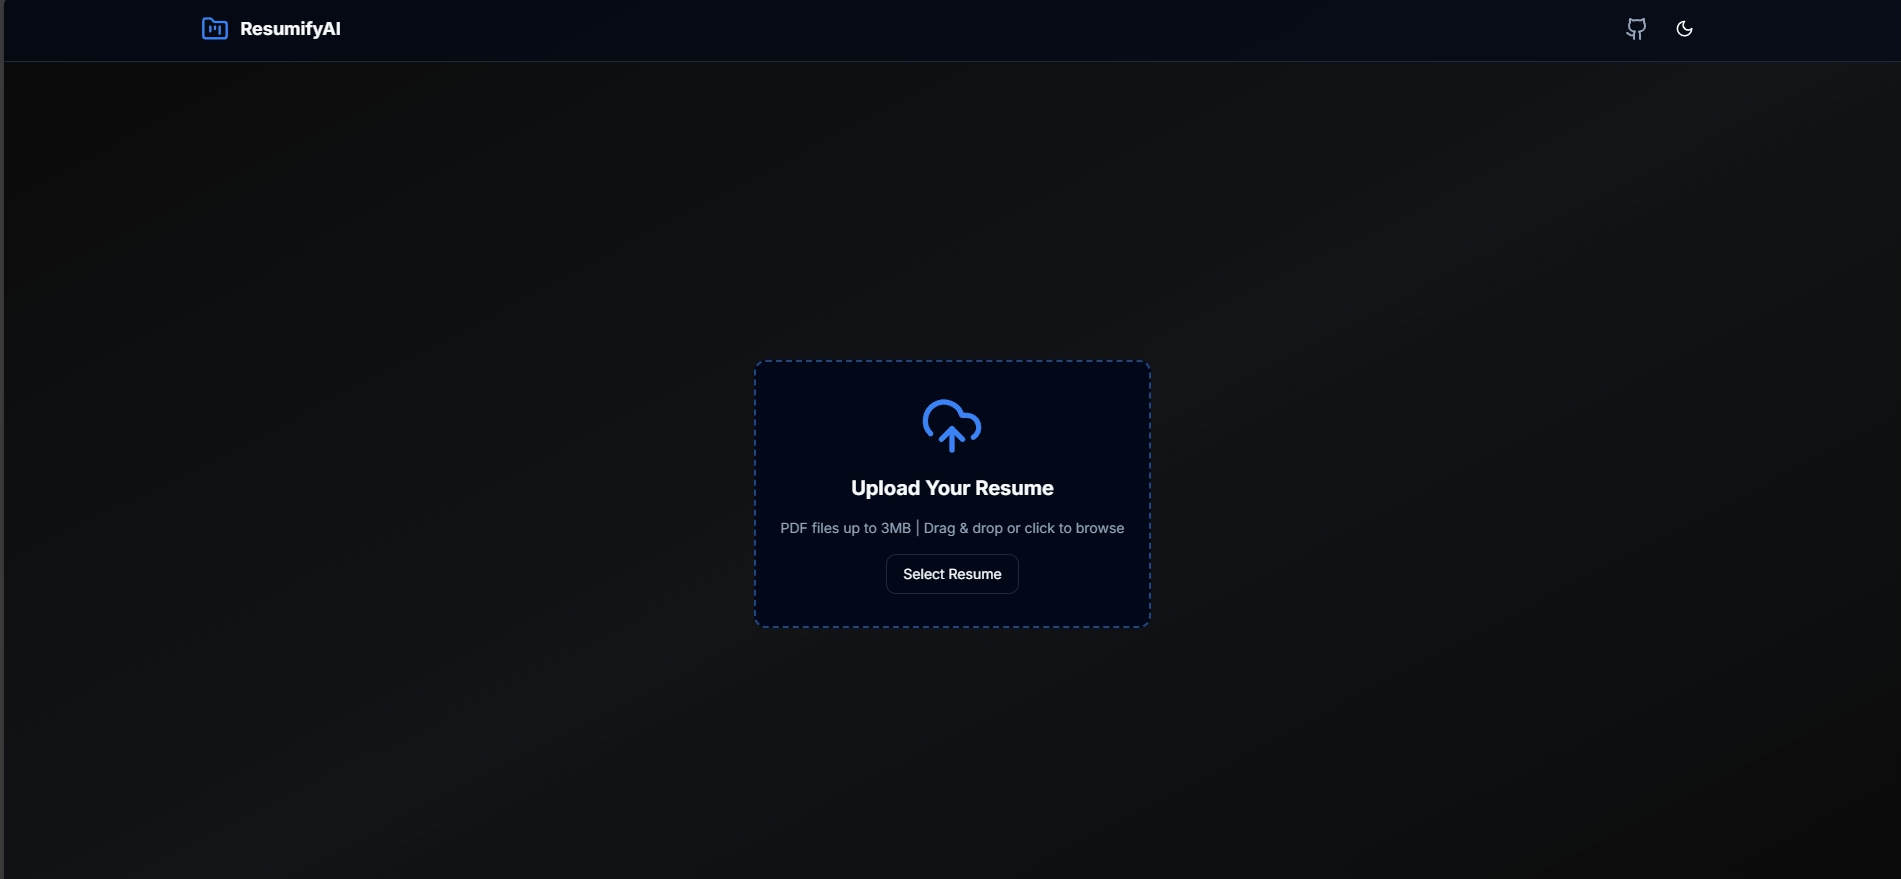 ResumifyAI
Upload Your Resume
PDF files up to 3MB | Drag & drop or click to browse
Select Resume